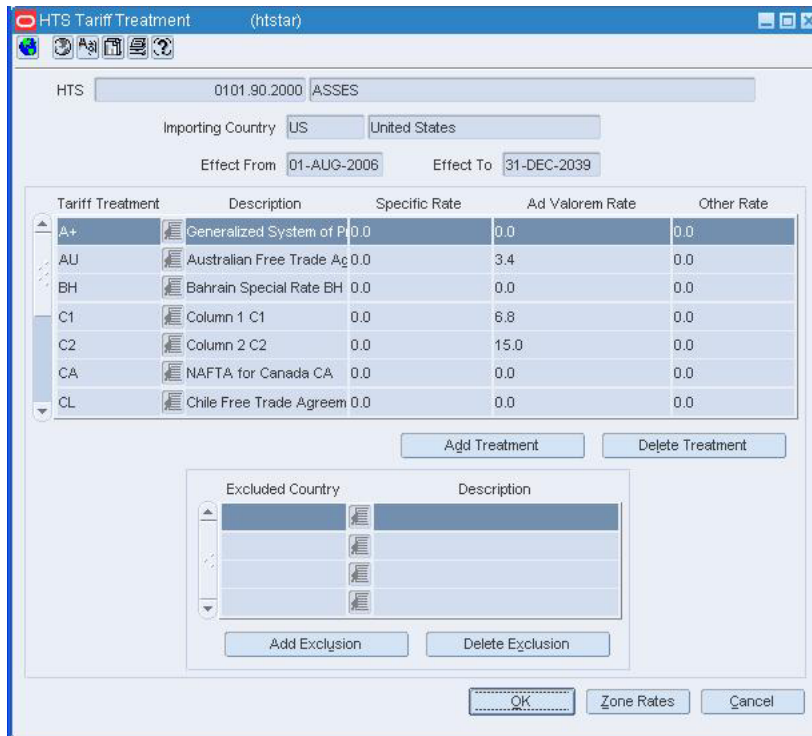 HTS Tariff Treatment (htstar)
HTS 0101.90.2000 ASSES
Importing Country US United States
Effect From 01-AUG-2006 Effect To 31-DEC-2039
Tariff Treatment Description Specific Rate Ad Valorem Rate Other Rate
A+ Generalized System of P 0.0 0.0 0.0
AU Australian Free Trade Ag 0.0 3.4 0.0
BH Bahrain Special Rate BH 0.0 0.0 0.0
C1 Column 1 C1 0.0 6.8 0.0
C2 Column 2 C2 0.0 15.0 0.0
CA NAFTA for Canada CA 0.0 0.0 0.0
CL Chile Free Trade Agreem 0.0 0.0 0.0
Add Treatment Delete Treatment
Excluded Country Description
Add Exclusion Delete Exclusion
OK Zone Rates Cancel